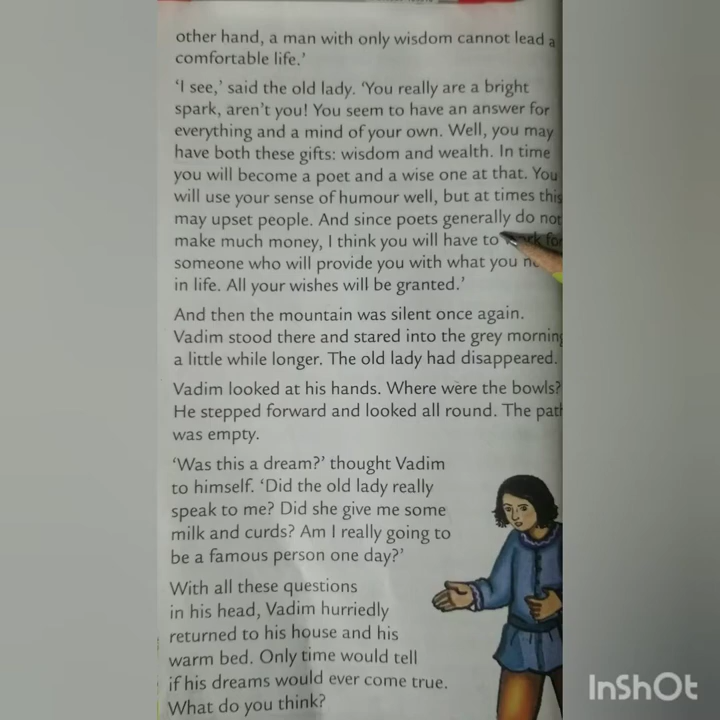 other hand, a man with only wisdom cannot lead a
comfortable life.’
‘I see,’ said the old lady. ‘You really are a bright
spark, aren’t you! You seem to have an answer for
everything and a mind of your own. Well, you may
have both these gifts: wisdom and wealth. In time
you will become a poet and a wise one at that. You
will use your sense of humour well, but at times this
may upset people. And since poets generally do not
make much money, I think you will have to for
someone who will provide you with what you
in life. All your wishes will be granted.’
And then the mountain was silent once again.
Vadim stood there and stared into the grey morning
a little while longer. The old lady had disappeared.
Vadim looked at his hands. Where were the bowls?
He stepped forward and looked all round. The path
was empty.
‘Was this a dream?’ thought Vadim
to himself. ‘Did the old lady really
speak to me? Did she give me some
milk and curds? Am I really going to
be a famous person one day?’
With all these questions
in his head, Vadim hurriedly
returned to his house and his
warm bed. Only time would tell
if his dreams would ever come true.
What do you think?
InShOt